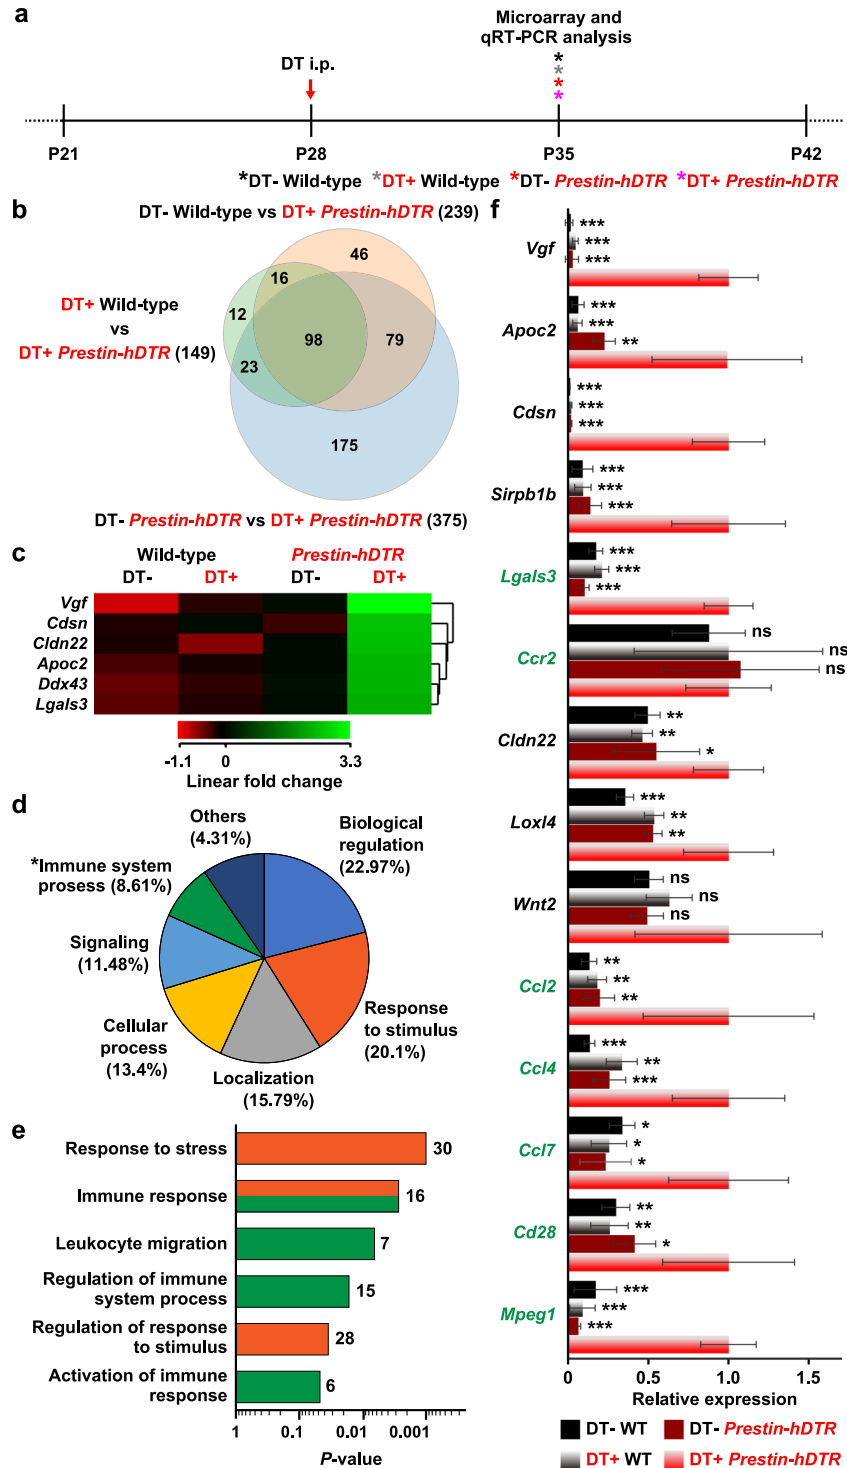 a
Microarray and
qRT-PCR analysis
DT i.p.
*
*
*
*
P21
P28
P35
P42
*DT- Wild-type *DT+ Wild-type *DT- Prestin-hDTR *DT+ Prestin-hDTR
b
DT- Wild-type vs DT+ Prestin-hDTR (239)
DT+ Wild-type
vs
DT+ Prestin-hDTR (149)
46
16
12
98
79
23
175
DT- Prestin-hDTR vs DT+ Prestin-hDTR (375)
c
Wild-type Prestin-hDTR
DT- DT+ DT- DT+
Vgf
Cdsn
Cldn22
Apoc2
Ddx43
Lgals3
-1.1 0 3.3
Linear fold change
d
Others
(4.31%)
Biological
regulation
(22.97%)
*Immune system
prosess (8.61%)
Signaling
(11.48%)
Response
to stimulus
(20.1%)
Cellular
process
(13.4%)
Localization
(15.79%)
e
Response to stress
30
Immune response
16
Leukocyte migration
7
Regulation of immune
system process
15
Regulation of response
to stimulus
28
Activation of immune
response
6
1 0.1 0.01 0.001
P-value
f
Vgf
***
***
***
Apoc2
***
***
**
Cdsn
***
***
***
Sirpb1b
***
***
***
Lgals3
***
***
***
Ccr2
ns
ns
ns
Cldn22
**
**
*
Loxl4
***
**
**
Wnt2
ns
ns
ns
Ccl2
**
**
**
Ccl4
***
**
***
Ccl7
*
*
*
Cd28
**
**
*
Mpeg1
***
***
***
0 0.5 1.0 1.5
Relative expression
DT- WT DT- Prestin-hDTR
DT+ WT DT+ Prestin-hDTR